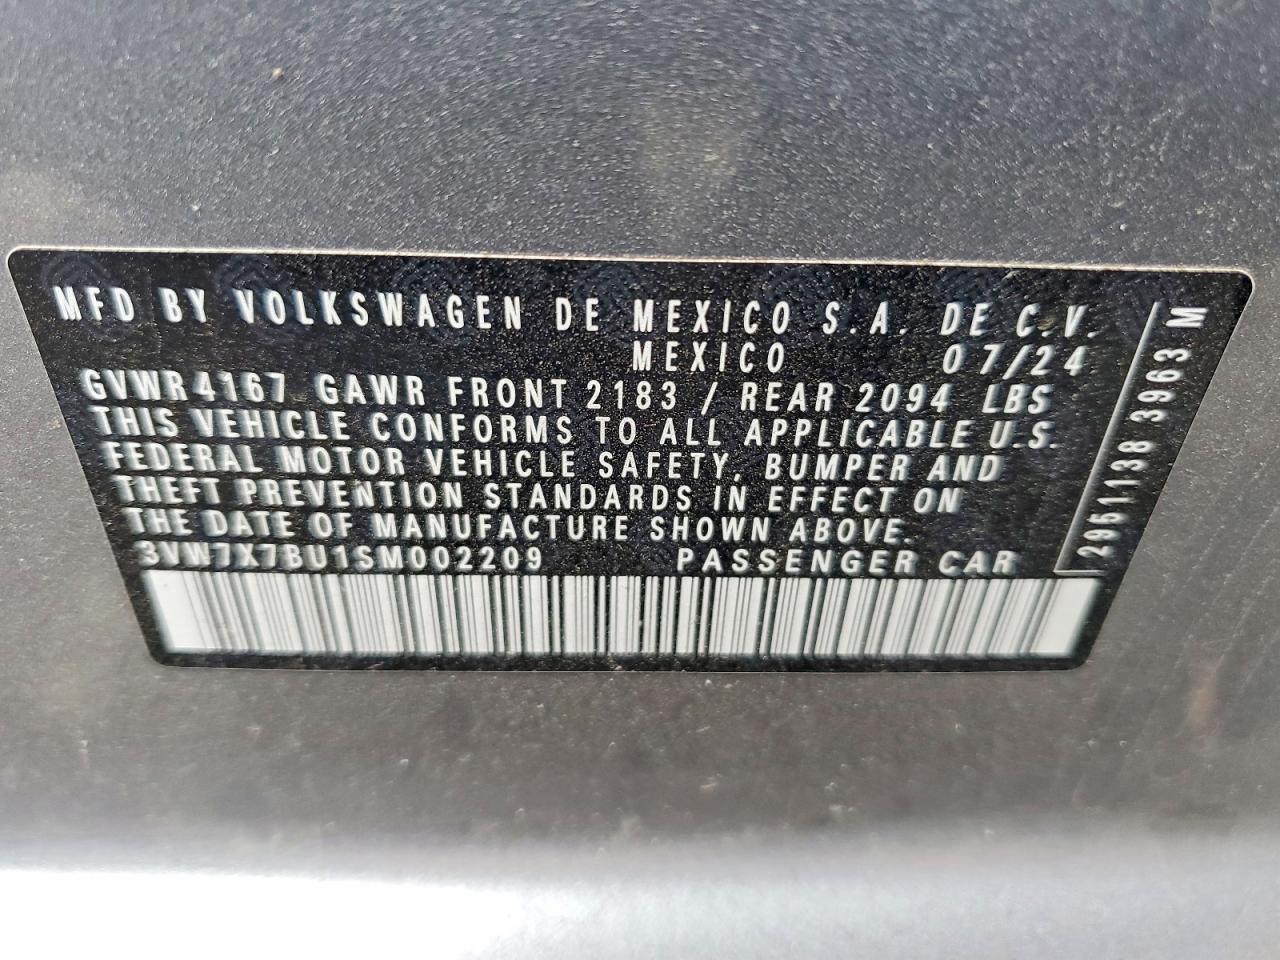 MFD BY VOLKSWAGEN DE MEXICO S.A. DE C.V.
MEXICO 07/24
GVWR 4167 GAWR FRONT 2183 / REAR 2094 LBS
THIS VEHICLE CONFORMS TO ALL APPLICABLE U.S.
FEDERAL MOTOR VEHICLE SAFETY, BUMPER AND
THEFT PREVENTION STANDARDS IN EFFECT ON
THE DATE OF MANUFACTURE SHOWN ABOVE.
3VW7X7BU1SM002209 PASSENGER CAR
2951138 3963 M